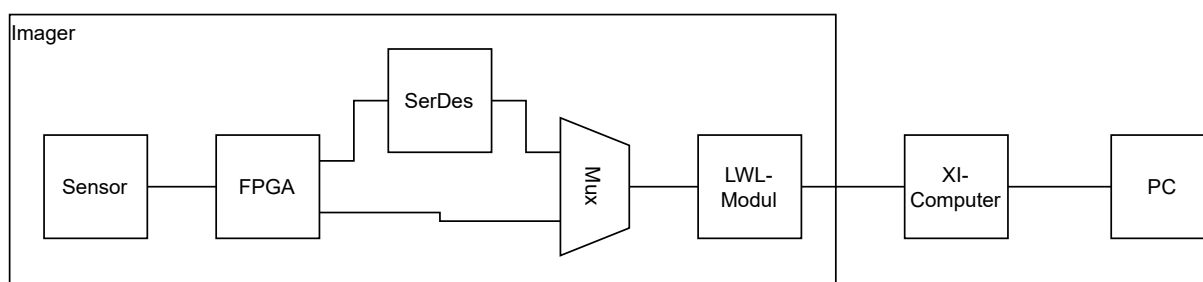 Imager
SerDes
Sensor
FPGA
Mux
LWL-
Modul
XI-
Computer
PC